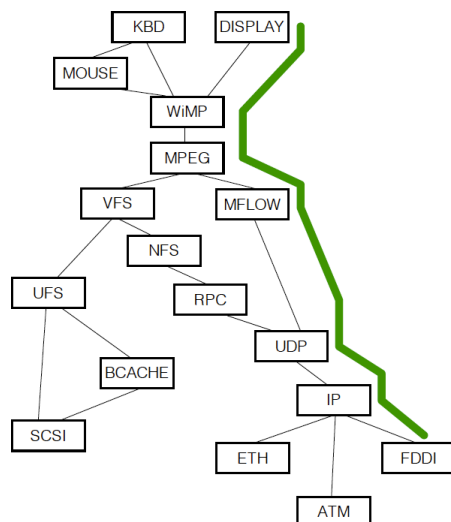 KBD
DISPLAY
MOUSE
WiMP
MPEG
VFS
MFLOW
NFS
UFS
RPC
UDP
BCACHE
IP
SCSI
ETH
FDDI
ATM